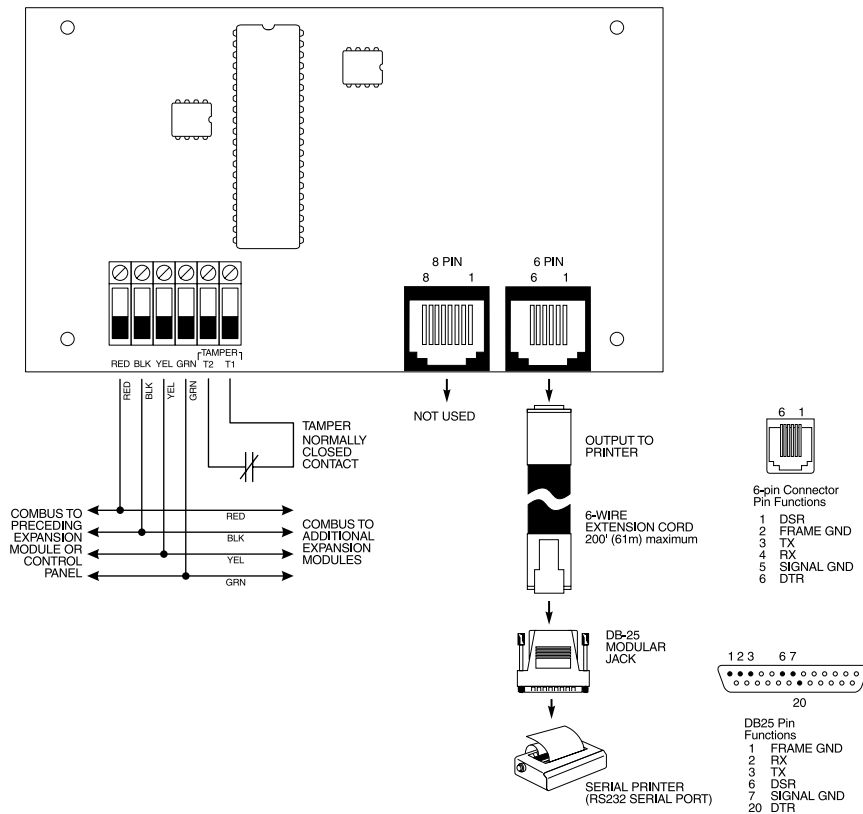 8 PIN
8 1
6 PIN
6 1
TAMPER
RED BLK YEL GRN T2 T1
RED
BLK
YEL
GRN
TAMPER
NORMALLY
CLOSED
CONTACT
NOT USED
COMBUS TO
PRECEDING
EXPANSION
MODULE OR
CONTROL
PANEL
RED
BLK
YEL
GRN
COMBUS TO
ADDITIONAL
EXPANSION
MODULES
OUTPUT TO
PRINTER
6-WIRE
EXTENSION CORD
200' (61m) maximum
DB-25
MODULAR
JACK
SERIAL PRINTER
(RS232 SERIAL PORT)
6 1
6-pin Connector
Pin Functions
1 DSR
2 FRAME GND
3 TX
4 RX
5 SIGNAL GND
6 DTR
1 2 3 6 7
20
DB25 Pin
Functions
1 FRAME GND
2 RX
3 TX
6 DSR
7 SIGNAL GND
20 DTR